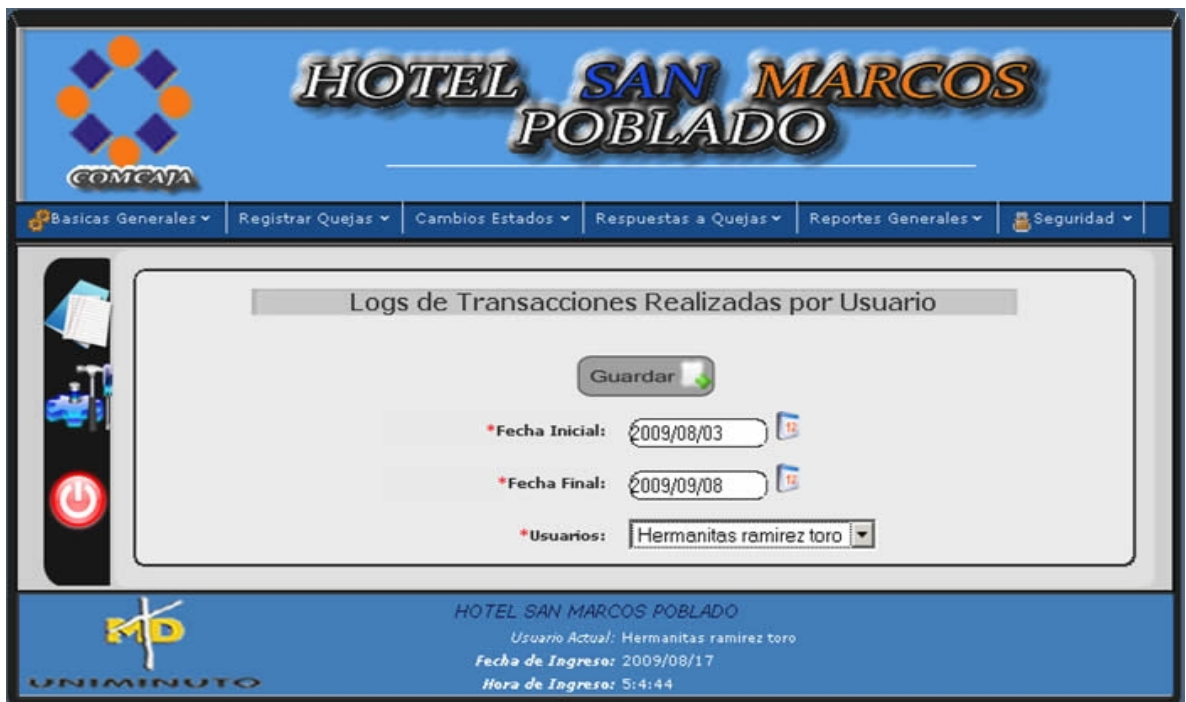 HOTEL SAN MARCOS
POBLADO
COMCAJA
Basicas Generales Registrar Quejas Cambios Estados Respuestas a Quejas Reportes Generales Seguridad
Logs de Transacciones Realizadas por Usuario
Guardar
*Fecha Inicial: 2009/08/03 12
*Fecha Final: 2009/09/08 12
*Usuarios: Hermanitas ramirez toro
HOTEL SAN MARCOS POBLADO
Usuario Actual: Hermanitas ramirez toro
Fecha de Ingreso: 2009/08/17
Hora de Ingreso: 5:4:44
MD
UNIMINUTO